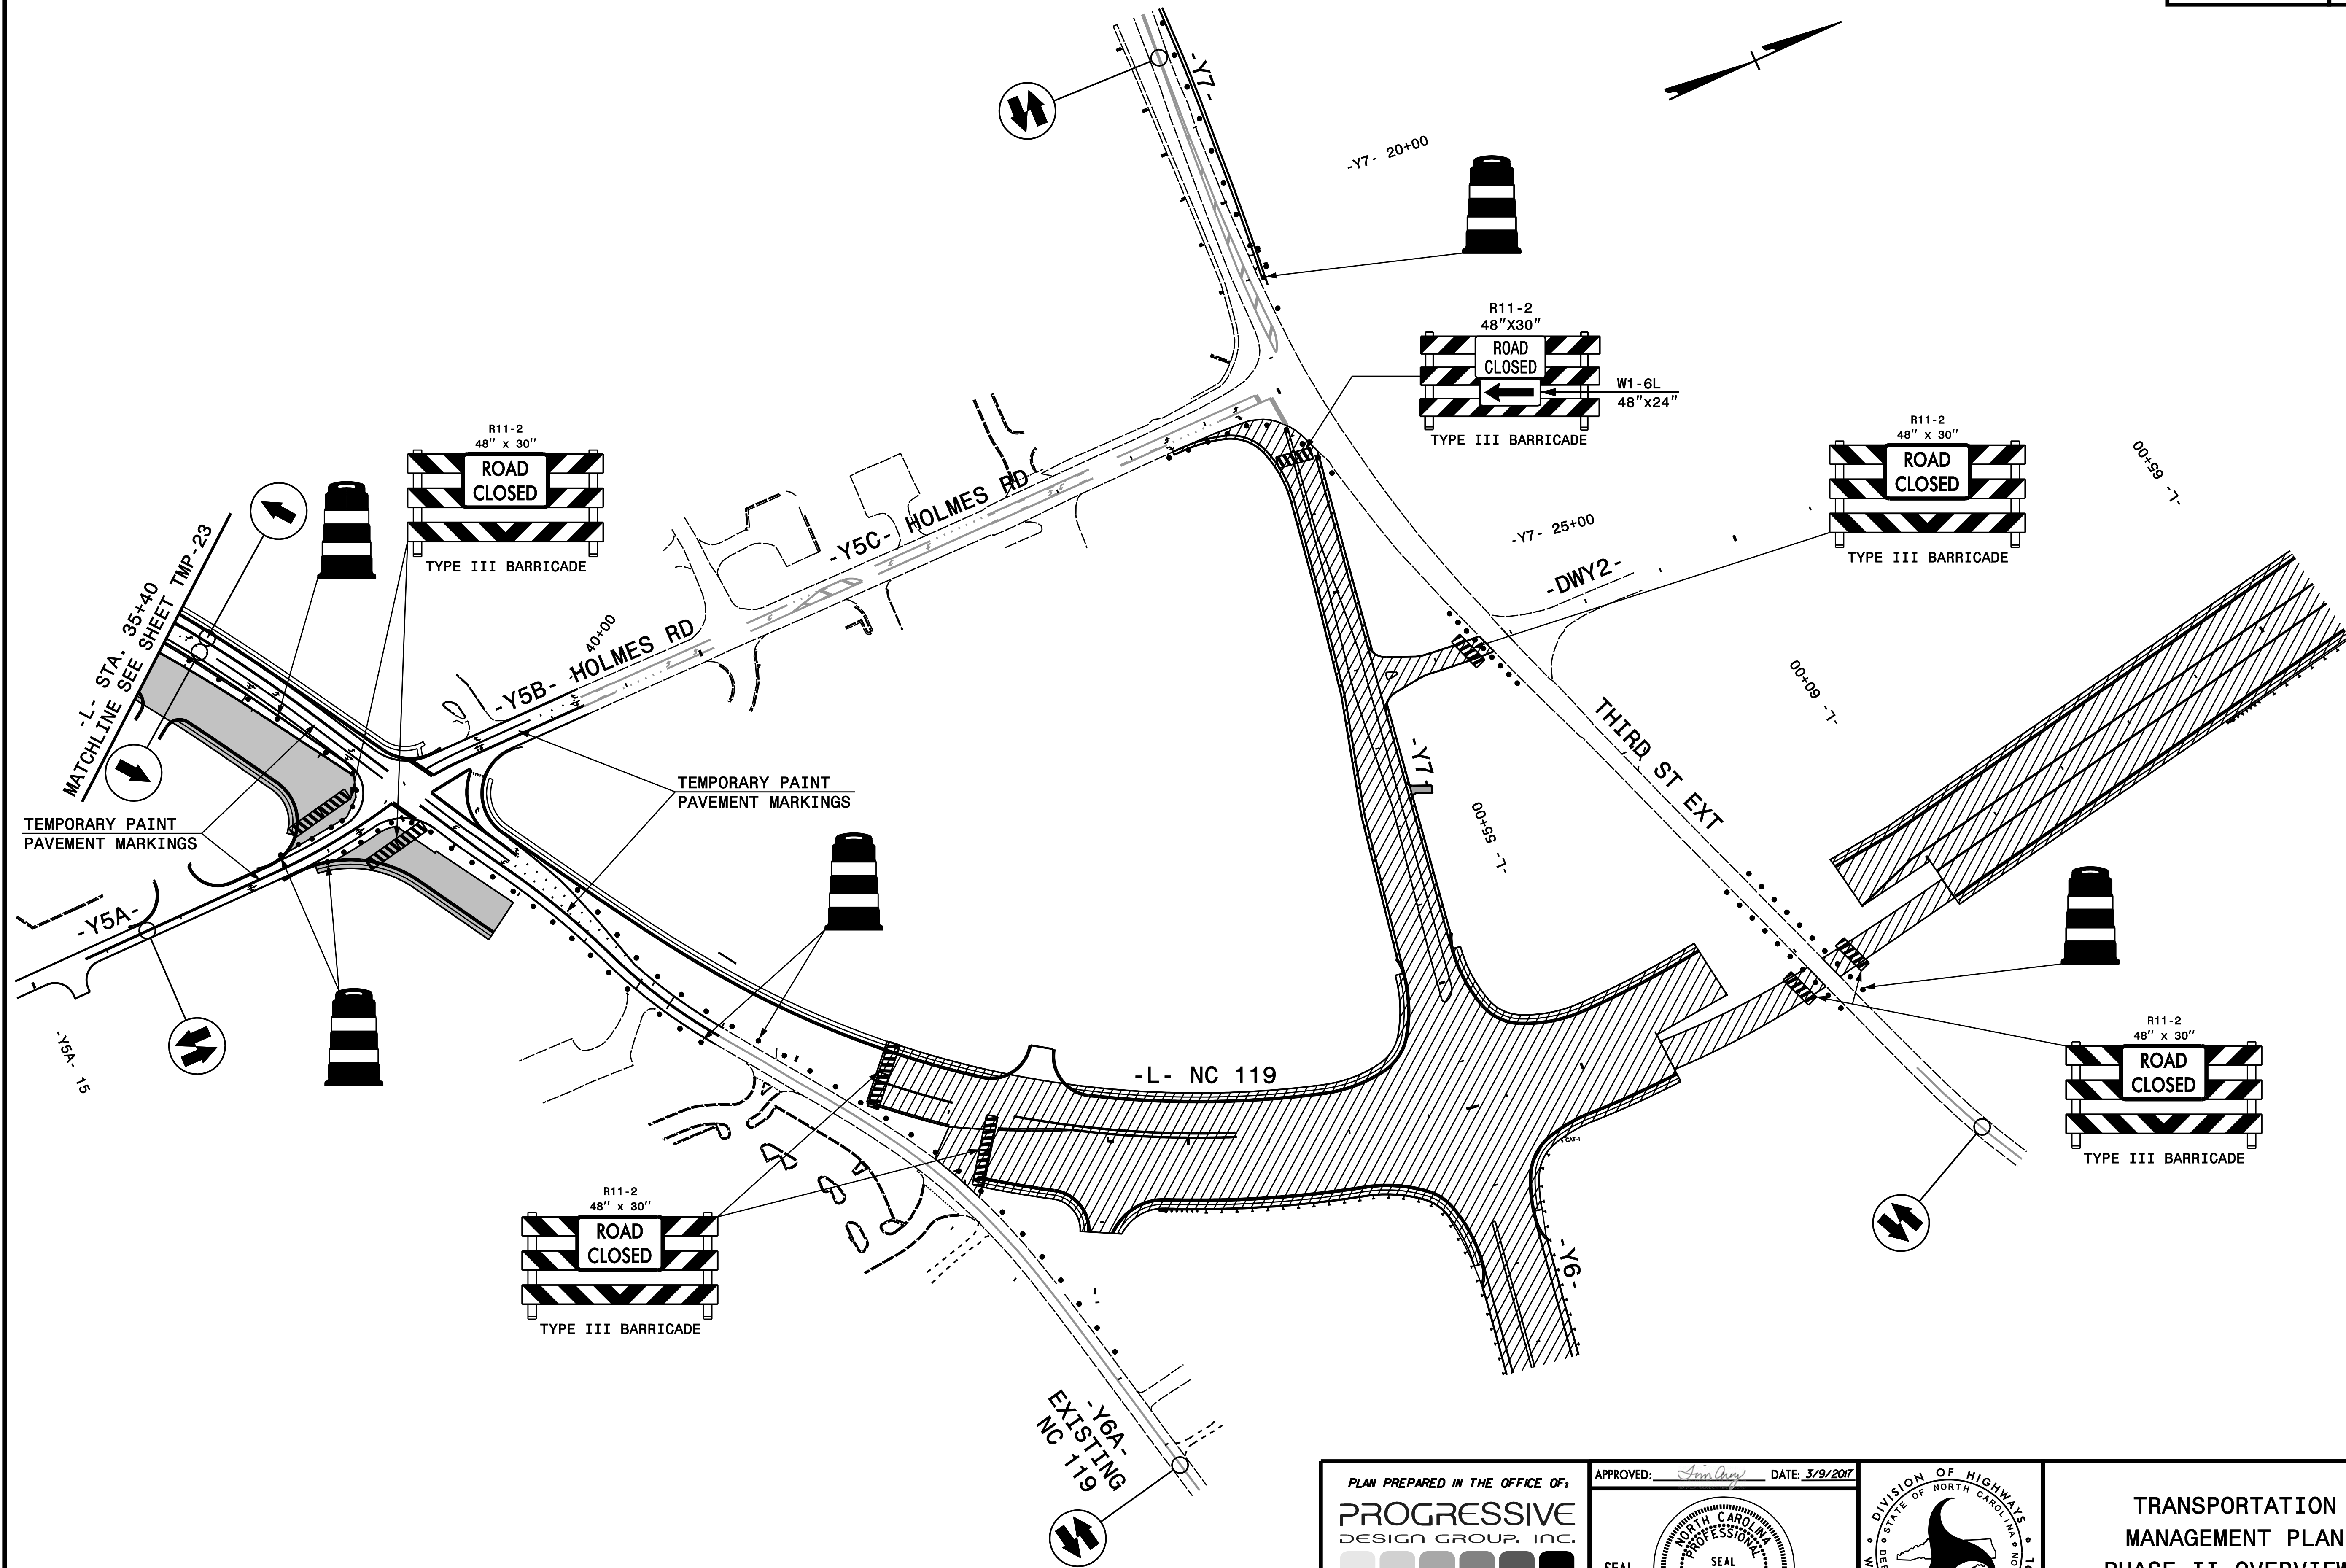 -Y7-
-Y7- 20+00
R11-2
48"X30"
ROAD
CLOSED
W1-6L
48"x24"
TYPE III BARRICADE
R11-2
48" x 30"
ROAD
CLOSED
TYPE III BARRICADE
R11-2
48" x 30"
ROAD
CLOSED
TYPE III BARRICADE
-L- 65+00
-Y5C- HOLMES RD
-Y7- 25+00
-DWY2-
-L- STA. 35+40
MATCHLINE SEE SHEET TMP-23
40+00
-Y5B- HOLMES RD
-L- 60+00
THIRD ST EXT
-Y7
-L- 55+00
TEMPORARY PAINT
PAVEMENT MARKINGS
TEMPORARY PAINT
PAVEMENT MARKINGS
-Y5A-
-Y5A- 15
-L- NC 119
CAT-1
R11-2
48" x 30"
ROAD
CLOSED
TYPE III BARRICADE
R11-2
48" x 30"
ROAD
CLOSED
TYPE III BARRICADE
-Y6-
-Y6A-
EXISTING
NC 119
PLAN PREPARED IN THE OFFICE OF:
PROGRESSIVE
DESIGN GROUP, INC.
APPROVED: DATE: 3/9/2017
NORTH CAROLINA
PROFESSIONAL
SEAL
SEAL
DIVISION OF HIGHWAYS
STATE OF NORTH CAROLINA
TRANSPORTATION
MANAGEMENT PLAN
PHASE II OVERVIEW